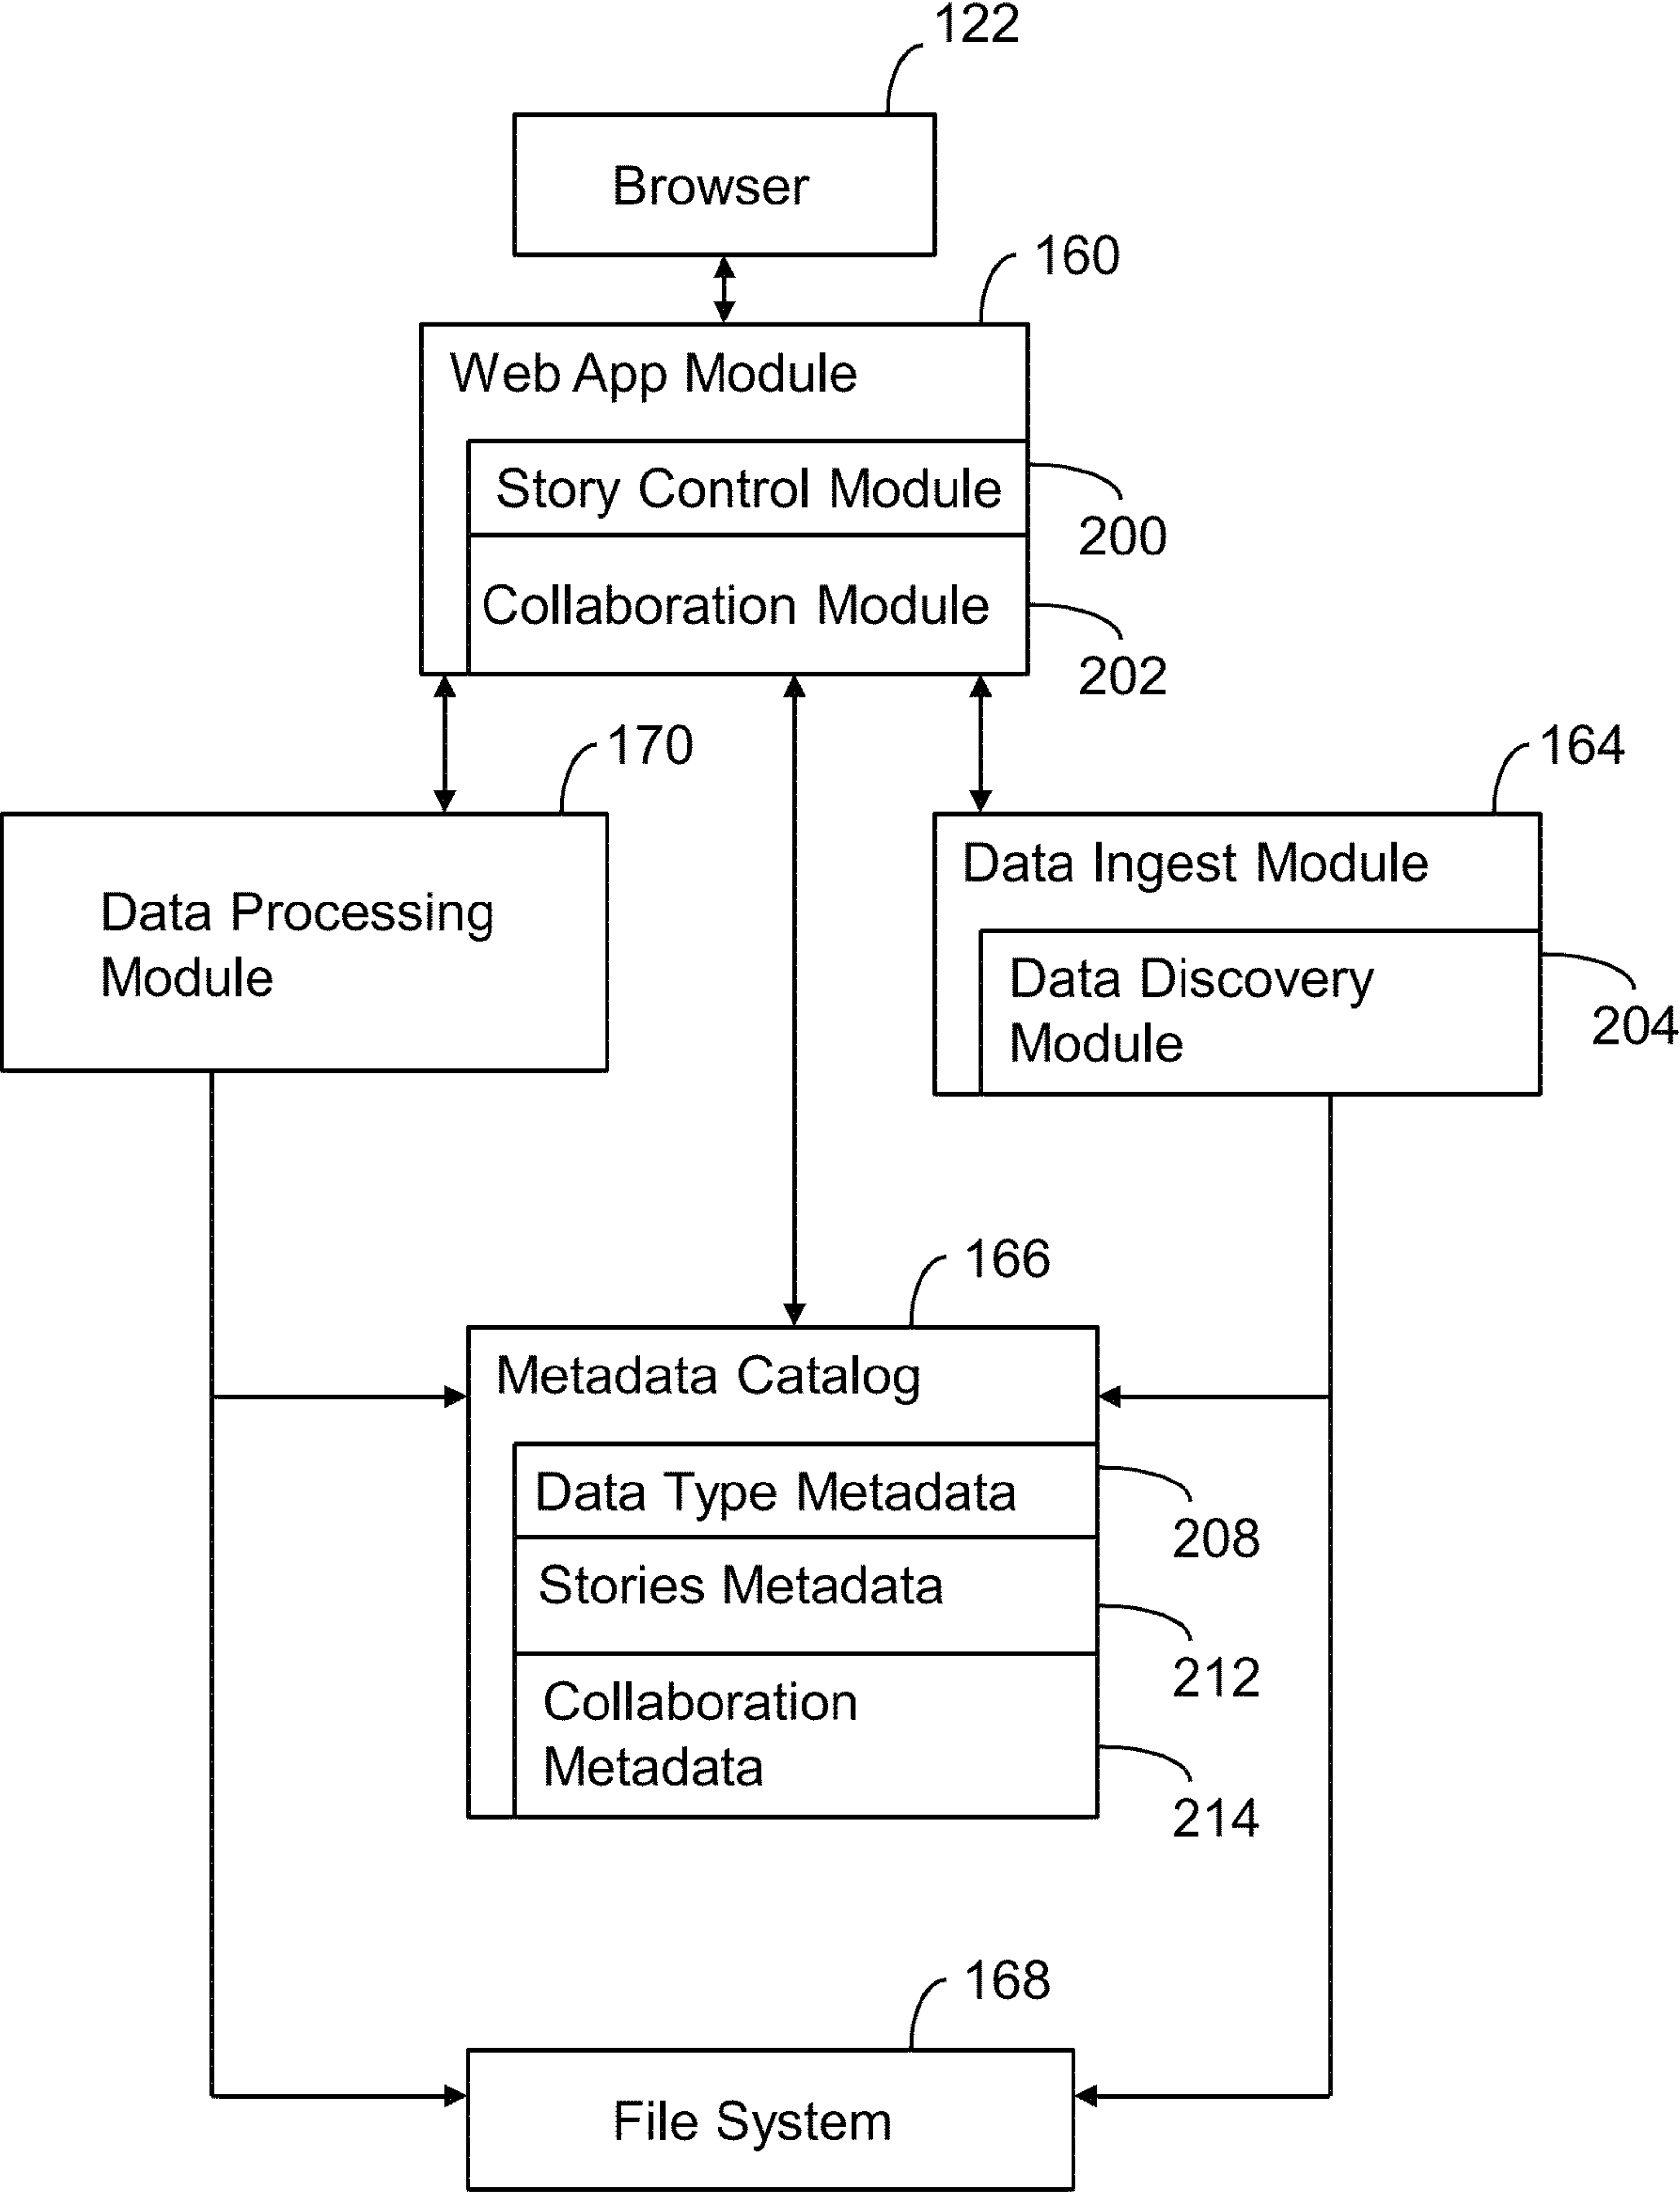 122
Browser
160
Web App Module
Story Control Module
200
Collaboration Module
202
170
164
Data Processing
Module
Data Ingest Module
Data Discovery
Module
204
166
Metadata Catalog
Data Type Metadata
208
Stories Metadata
212
Collaboration
Metadata
214
168
File System